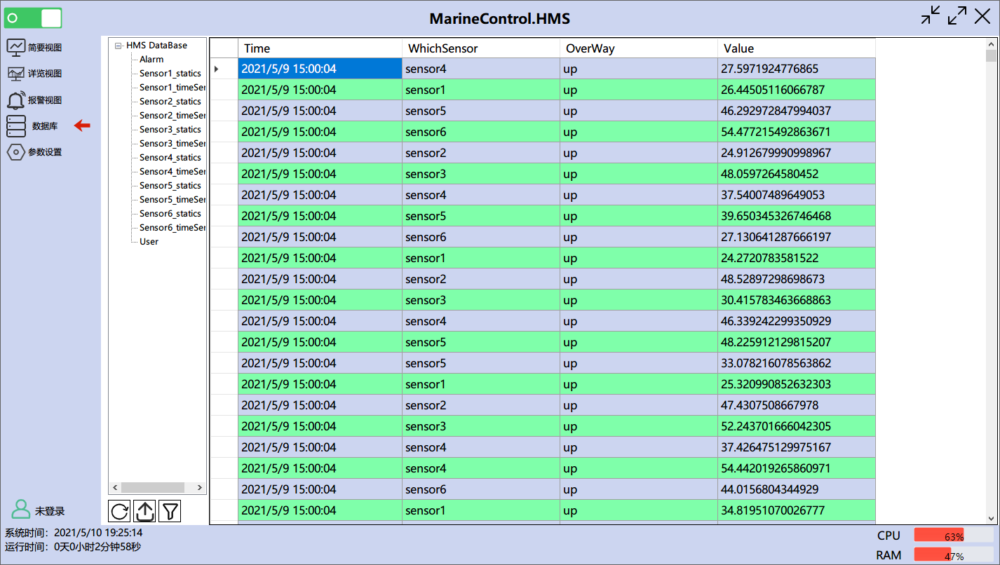 MarineControl.HMS
简要视图
详览视图
报警视图
数据库
参数设置
HMS DataBase
Alarm
Sensor1_statics
Sensor1_timeSer
Sensor2_statics
Sensor2_timeSer
Sensor3_statics
Sensor3_timeSer
Sensor4_statics
Sensor4_timeSer
Sensor5_statics
Sensor5_timeSer
Sensor6_statics
Sensor6_timeSer
User
Time WhichSensor OverWay Value
2021/5/9 15:00:04 sensor4 up 27.5971924776865
2021/5/9 15:00:04 sensor1 up 26.44505116066787
2021/5/9 15:00:04 sensor5 up 46.292972847994037
2021/5/9 15:00:04 sensor6 up 54.477215492863671
2021/5/9 15:00:04 sensor2 up 24.912679990998967
2021/5/9 15:00:04 sensor3 up 48.0597264580452
2021/5/9 15:00:04 sensor4 up 37.54007489649053
2021/5/9 15:00:04 sensor5 up 39.650345326746468
2021/5/9 15:00:04 sensor6 up 27.130641287666197
2021/5/9 15:00:04 sensor1 up 24.2720783581522
2021/5/9 15:00:04 sensor2 up 48.52897298698673
2021/5/9 15:00:04 sensor3 up 30.415783463668863
2021/5/9 15:00:04 sensor4 up 46.339242299350929
2021/5/9 15:00:04 sensor5 up 48.225912129815207
2021/5/9 15:00:04 sensor5 up 33.078216078563862
2021/5/9 15:00:04 sensor1 up 25.320990852632303
2021/5/9 15:00:04 sensor2 up 47.4307508667978
2021/5/9 15:00:04 sensor3 up 52.243701666042305
2021/5/9 15:00:04 sensor4 up 37.426475129975167
2021/5/9 15:00:04 sensor4 up 54.442019265860971
2021/5/9 15:00:04 sensor6 up 44.0156804344929
2021/5/9 15:00:04 sensor1 up 34.81951070026777
未登录
系统时间：2021/5/10 19:25:14
运行时间：0天0小时2分钟58秒
CPU 63%
RAM 47%